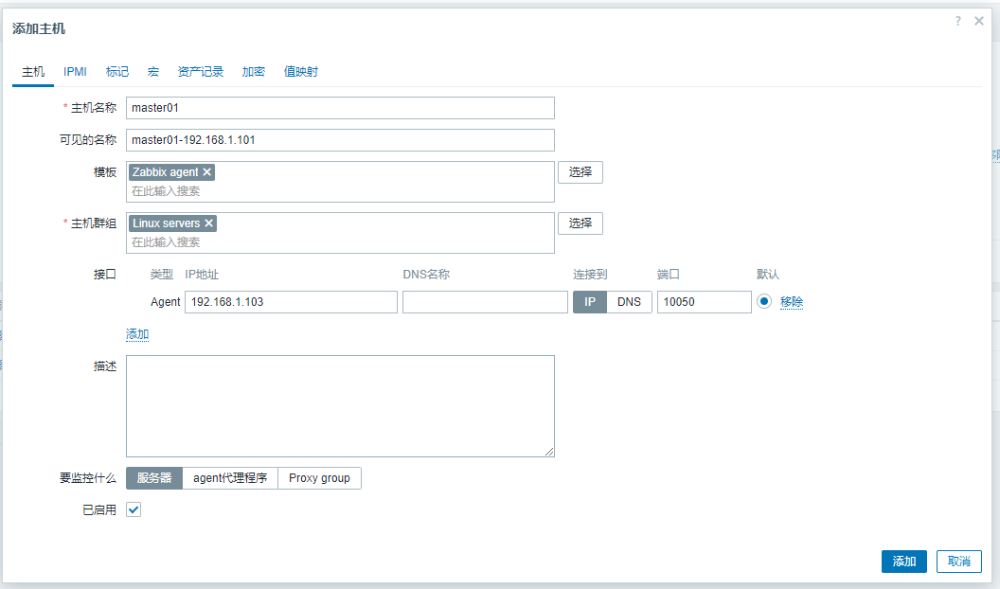 添加主机
?
主机 IPMI 标记 宏 资产记录 加密 值映射
* 主机名称 master01
可见的名称 master01-192.168.1.101
模板 Zabbix agent 选择
在此输入搜索
* 主机群组 Linux servers 选择
在此输入搜索
接口 类型 IP地址 DNS名称 连接到 端口 默认
Agent 192.168.1.103 IP DNS 10050 移除
添加
描述
要监控什么 服务器 agent代理程序 Proxy group
已启用
添加 取消